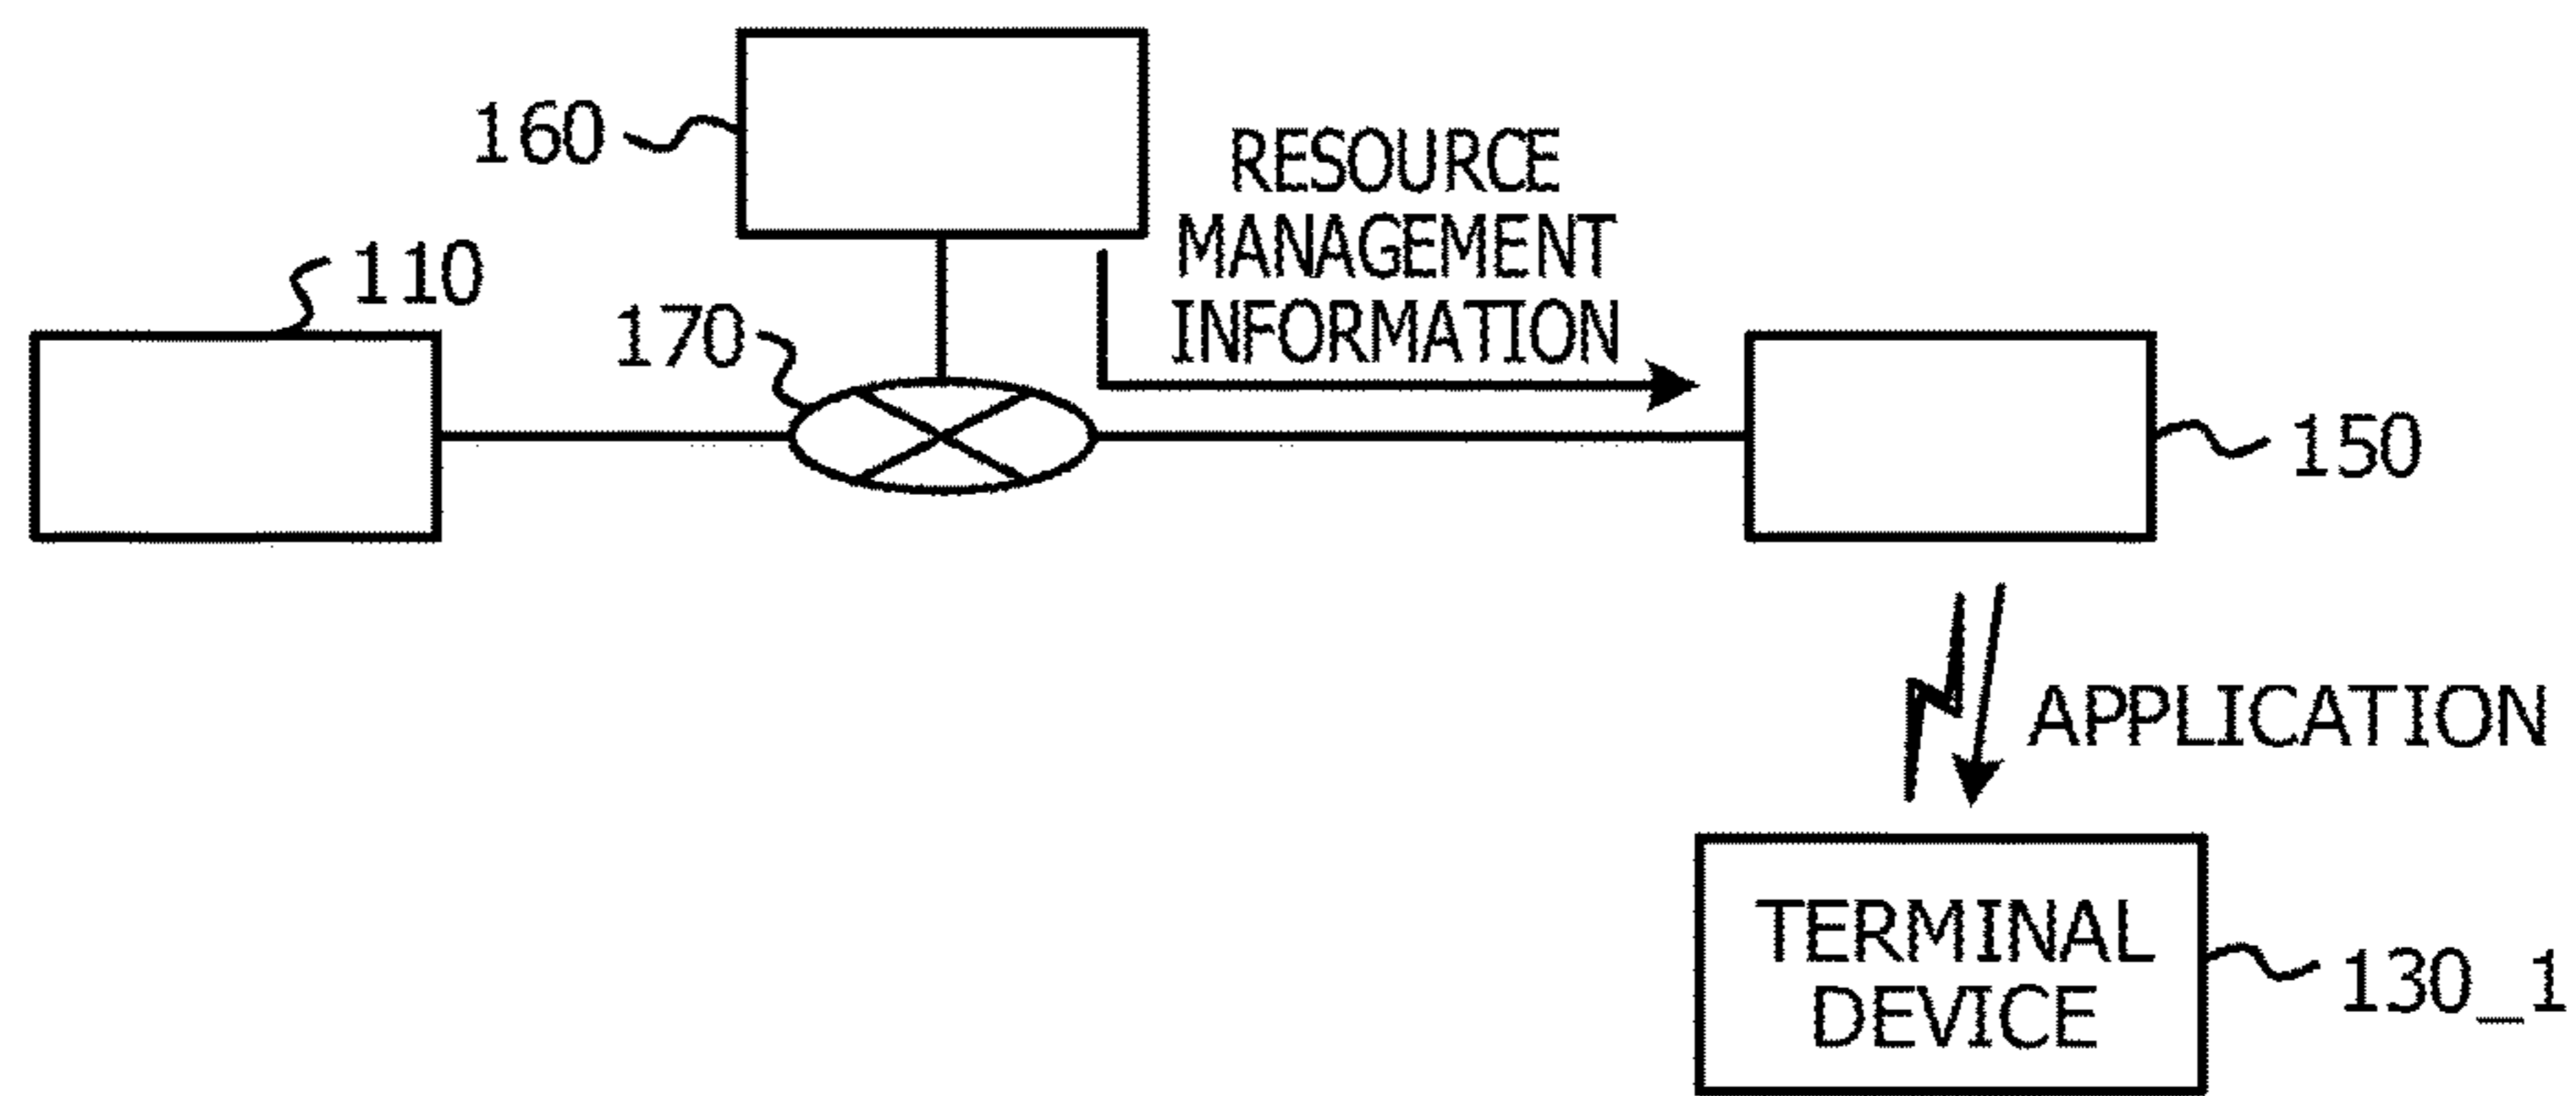 160
RESOURCE
MANAGEMENT
INFORMATION
110
170
150
APPLICATION
TERMINAL
DEVICE
130_1